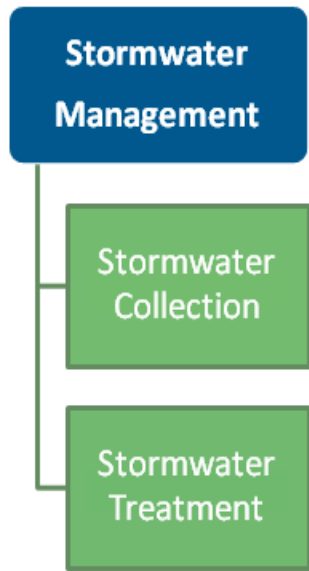 Stormwater
Management
Stormwater
Collection
Stormwater
Treatment